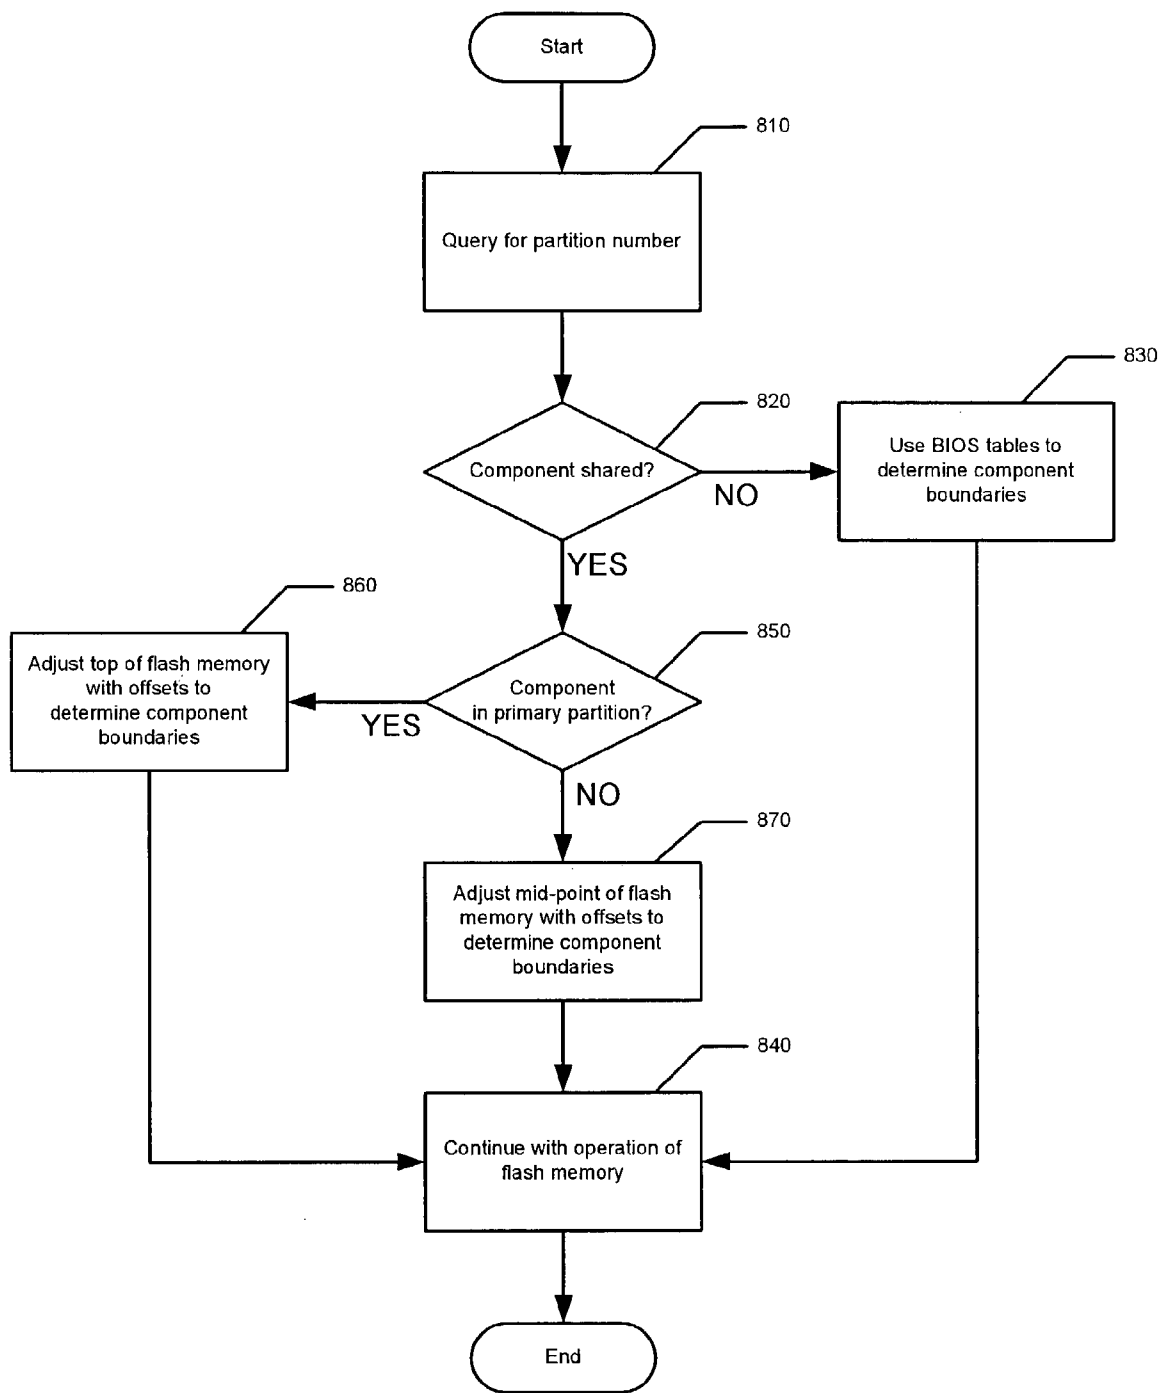 Start
810
Query for partition number
820
Component shared?
NO
830
Use BIOS tables to
determine component
boundaries
YES
860
Adjust top of flash memory
with offsets to
determine component
boundaries
850
Component
in primary partition?
YES
NO
870
Adjust mid-point of flash
memory with offsets to
determine component
boundaries
840
Continue with operation of
flash memory
End